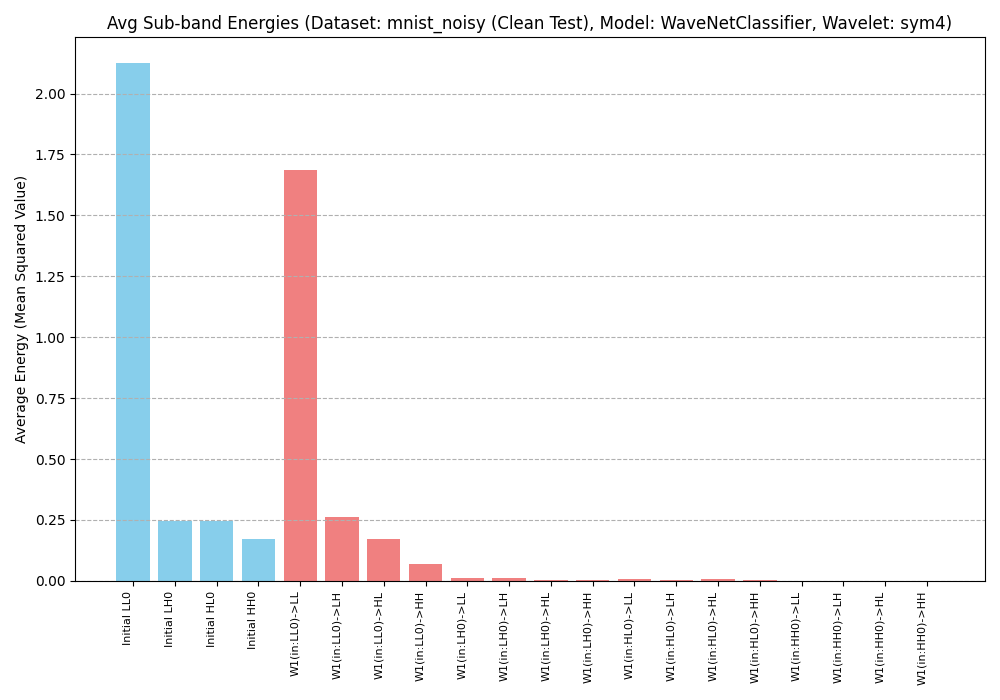 Avg Sub-band Energies (Dataset: mnist_noisy (Clean Test), Model: WaveNetClassifier, Wavelet: sym4)
Average Energy (Mean Squared Value)
2.00
1.75
1.50
1.25
1.00
0.75
0.50
0.25
0.00
Initial LL0
Initial LH0
Initial HL0
Initial HH0
W1(in:LL0)->LL
W1(in:LL0)->LH
W1(in:LL0)->HL
W1(in:LL0)->HH
W1(in:LH0)->LL
W1(in:LH0)->LH
W1(in:LH0)->HL
W1(in:LH0)->HH
W1(in:HL0)->LL
W1(in:HL0)->LH
W1(in:HL0)->HL
W1(in:HL0)->HH
W1(in:HH0)->LL
W1(in:HH0)->LH
W1(in:HH0)->HL
W1(in:HH0)->HH